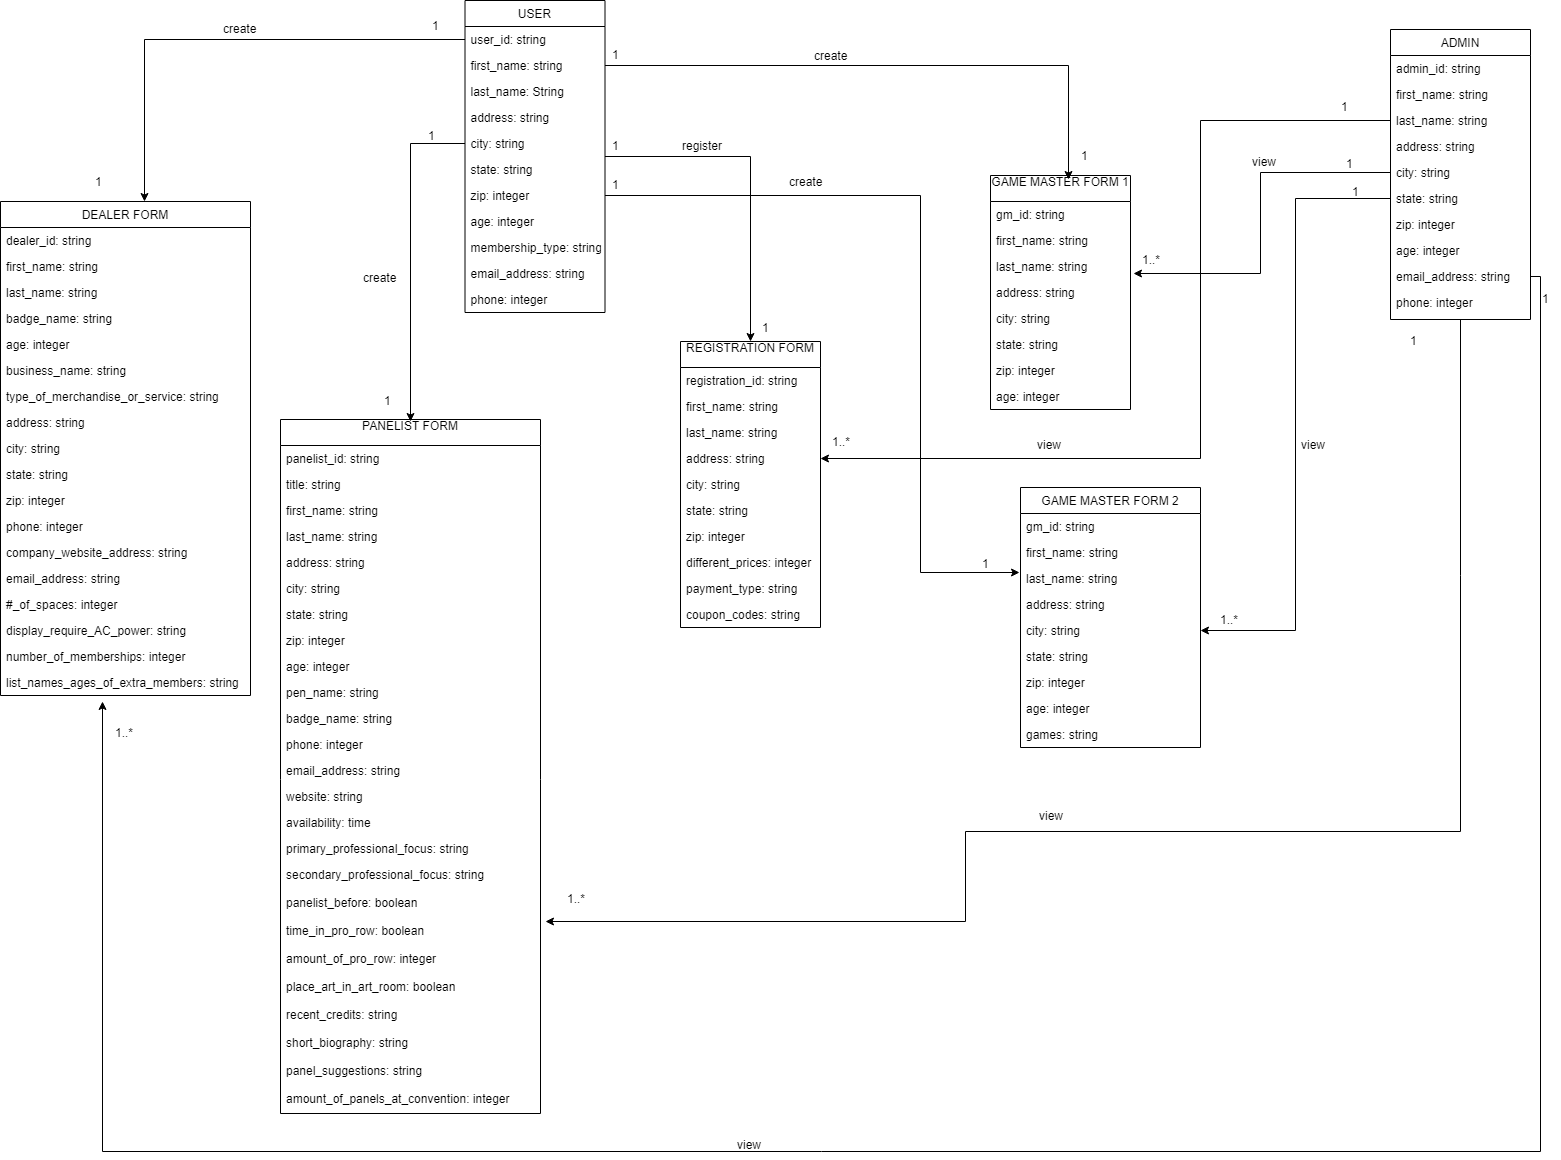 USER
user_id: string
first_name: string
last_name: String
address: string
city: string
state: string
zip: integer
age: integer
membership_type: string
email_address: string
phone: integer
ADMIN
admin_id: string
first_name: string
last_name: string
address: string
city: string
state: string
zip: integer
age: integer
email_address: string
phone: integer
create
1
1
DEALER FORM
dealer_id: string
first_name: string
last_name: string
badge_name: string
age: integer
business_name: string
type_of_merchandise_or_service: string
address: string
city: string
state: string
zip: integer
phone: integer
company_website_address: string
email_address: string
#_of_spaces: integer
display_require_AC_power: string
number_of_memberships: integer
list_names_ages_of_extra_members: string
1..*
1
create
1
PANELIST FORM
panelist_id: string
title: string
first_name: string
last_name: string
address: string
city: string
state: string
zip: integer
age: integer
pen_name: string
badge_name: string
phone: integer
email_address: string
website: string
availability: time
primary_professional_focus: string
secondary_professional_focus: string
panelist_before: boolean
time_in_pro_row: boolean
amount_of_pro_row: integer
place_art_in_art_room: boolean
recent_credits: string
short_biography: string
panel_suggestions: string
amount_of_panels_at_convention: integer
1
register
1
REGISTRATION FORM
registration_id: string
first_name: string
last_name: string
address: string
city: string
state: string
zip: integer
different_prices: integer
payment_type: string
coupon_codes: string
1
create
1
GAME MASTER FORM 1
gm_id: string
first_name: string
last_name: string
address: string
city: string
state: string
zip: integer
age: integer
1
create
1
GAME MASTER FORM 2
gm_id: string
first_name: string
last_name: string
address: string
city: string
state: string
zip: integer
age: integer
games: string
1
view
1..*
1
view
1..*
1
view
1..*
1
view
1..*
1
view